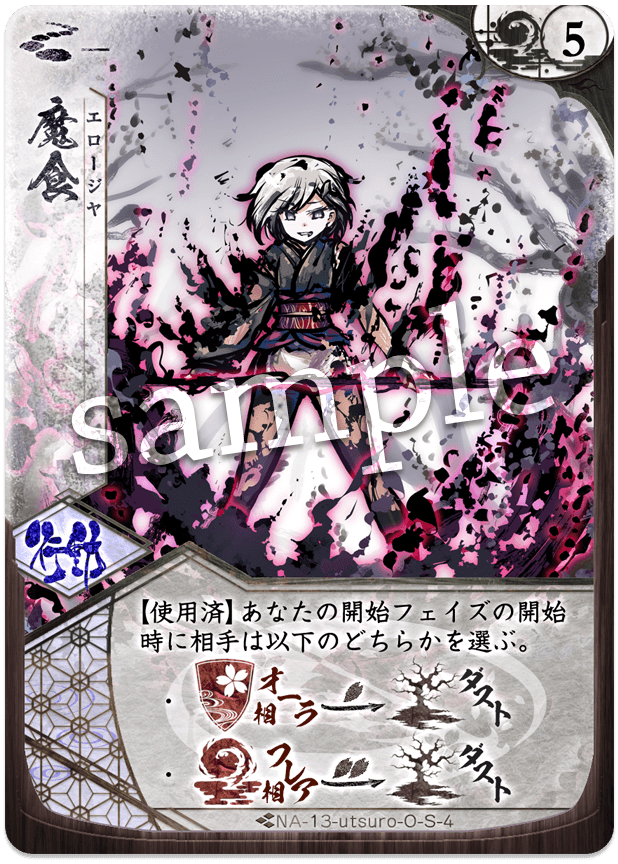 5
魔食
エロージャ
sample
行動
【使用済】あなたの開始フェイズの開始
時に相手は以下のどちらかを選ぶ。
・相オーラ→ダスト
・相フレア→ダスト
NA-13-utsuro-O-S-4